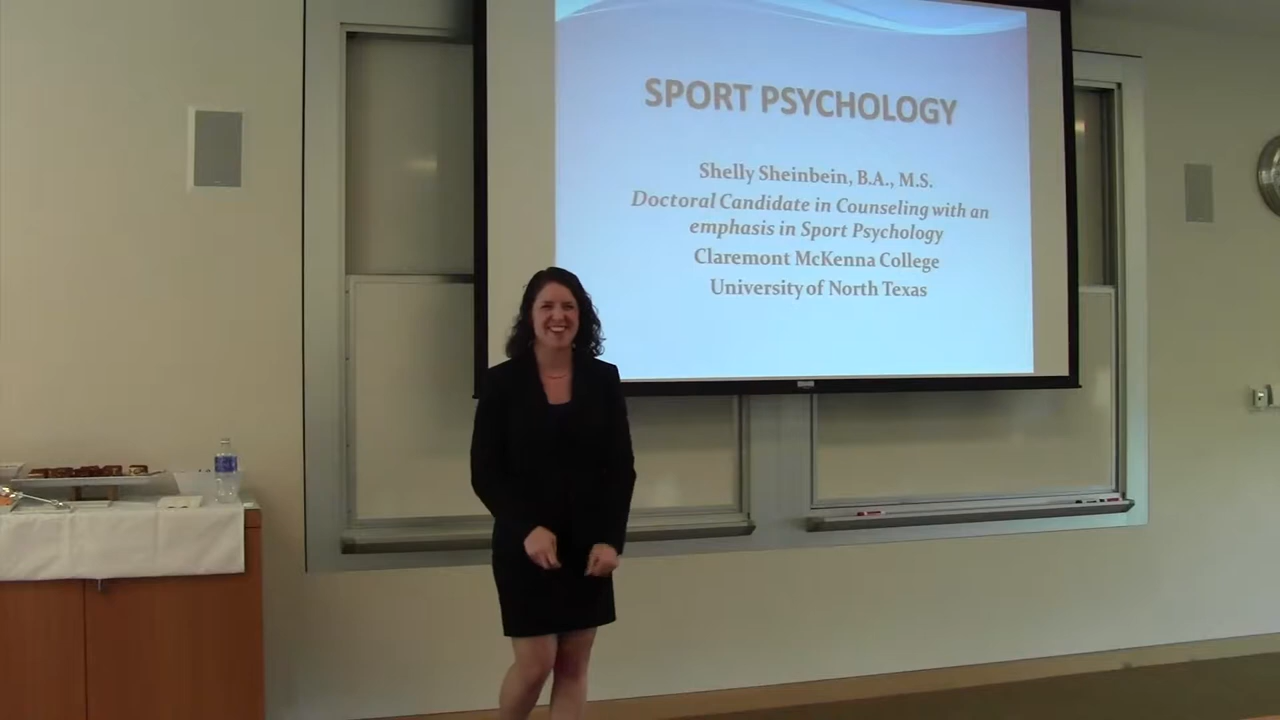 SPORT PSYCHOLOGY
Shelly Sheinbein, B.A., M.S.
Doctoral Candidate in Counseling with an
emphasis in Sport Psychology
Claremont McKenna College
University of North Texas